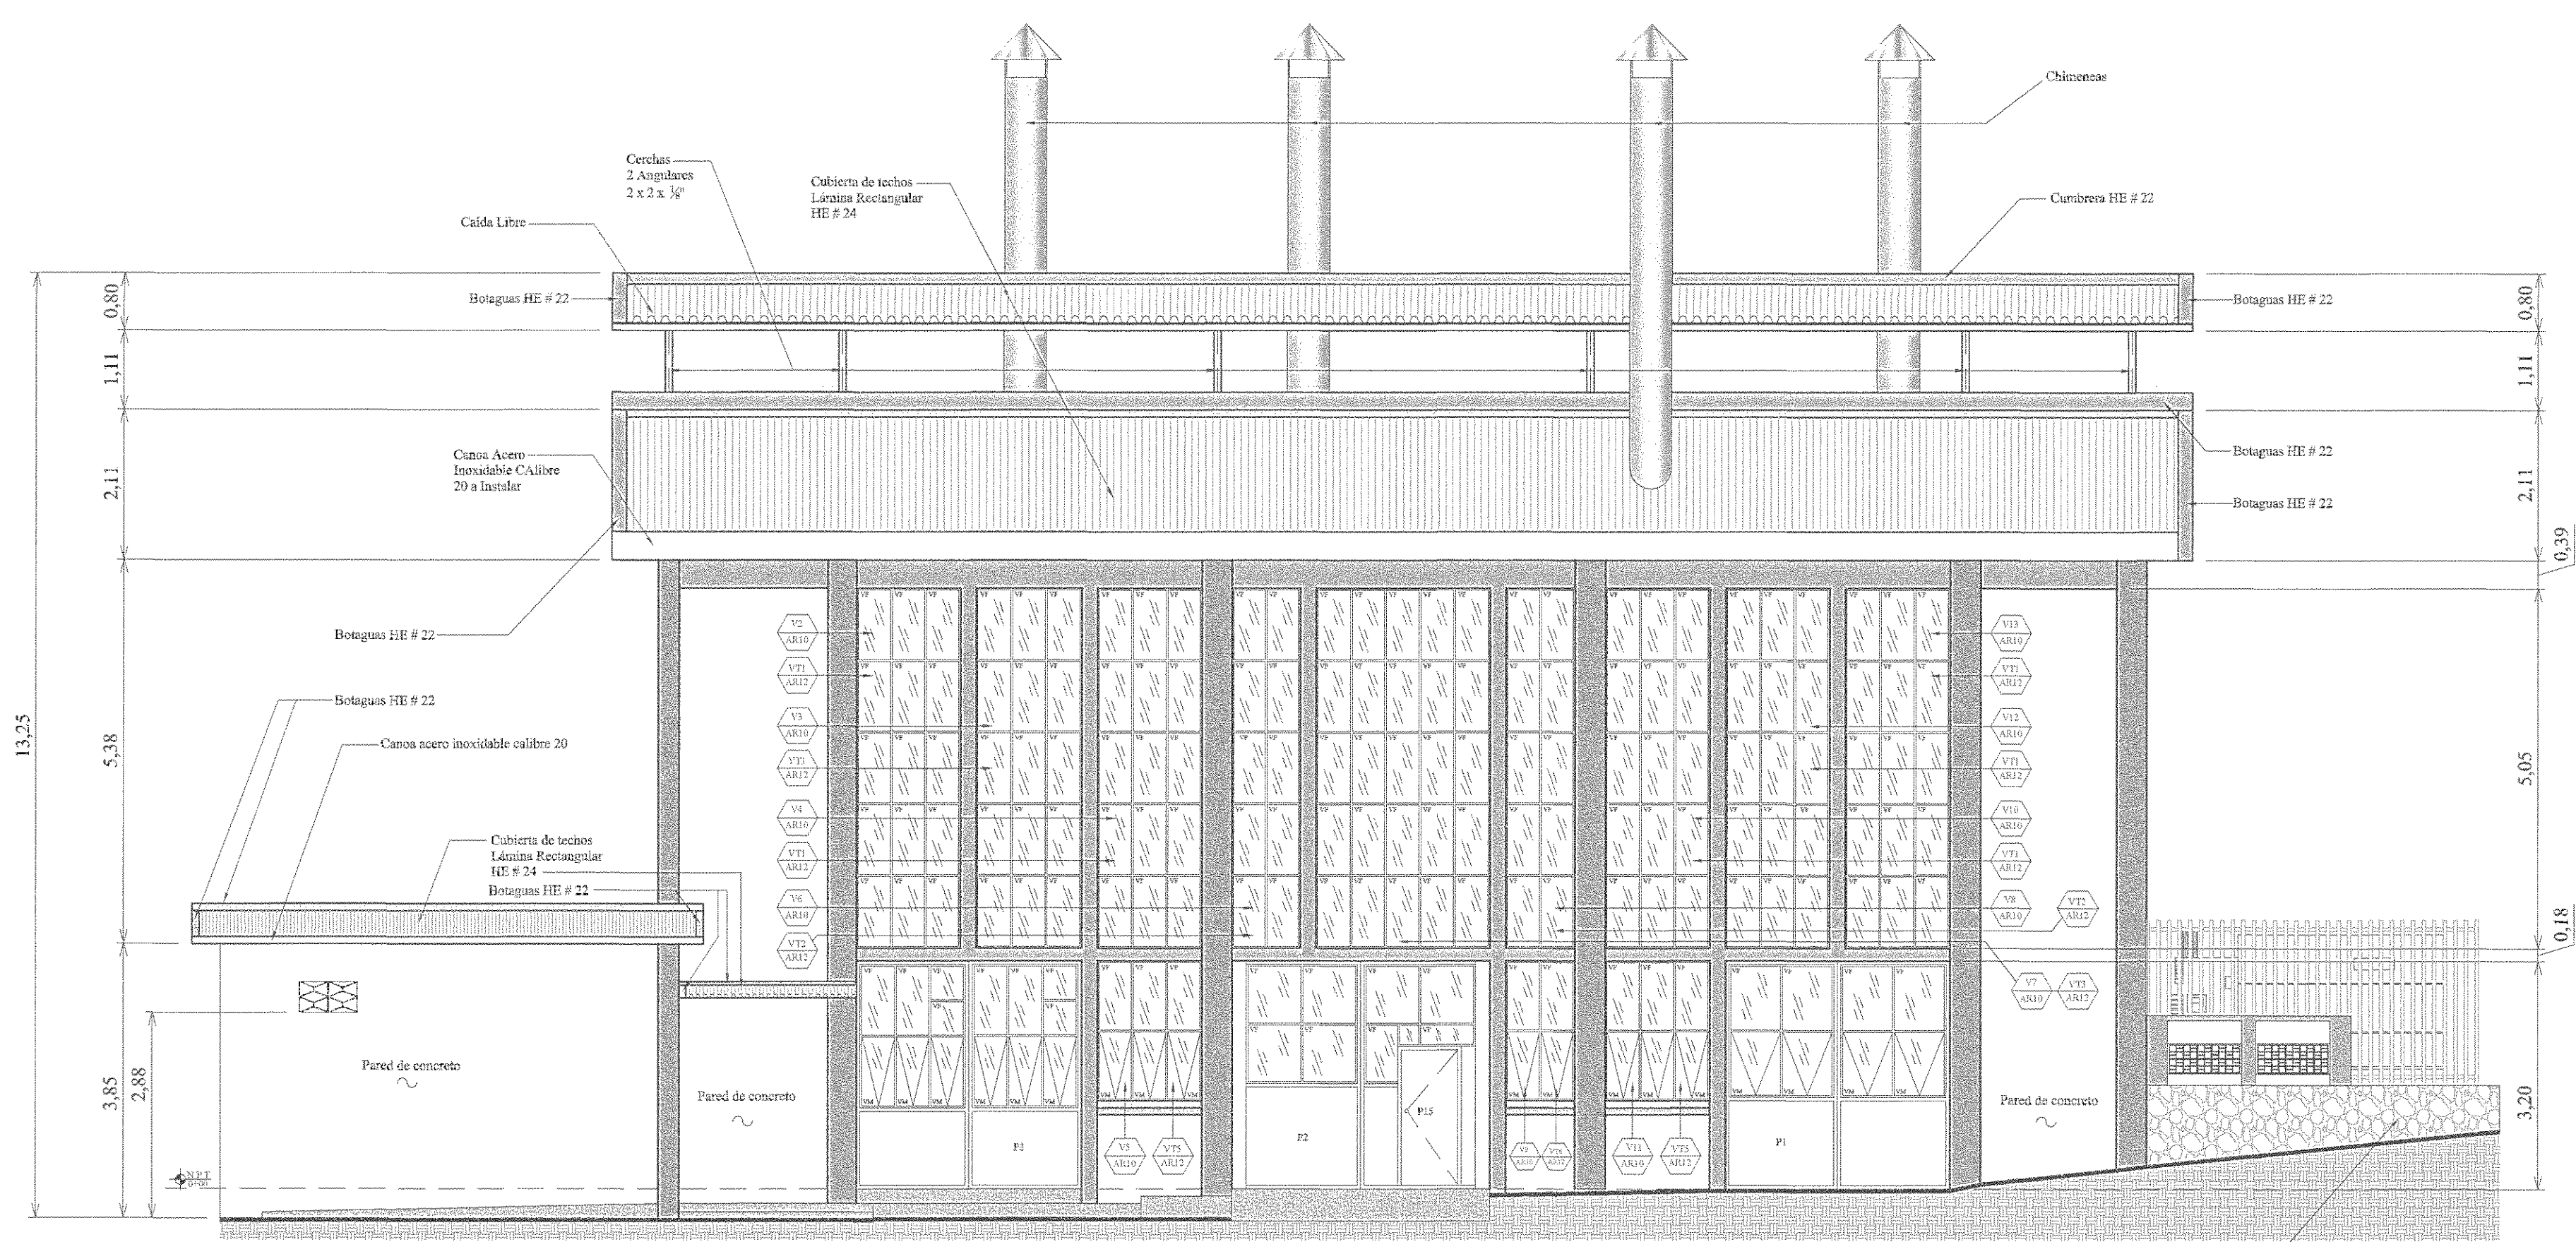 Chimeneas
Cerchas
2 Angulares
2 x 2 x ⅛"
Cubierta de techos
Lámina Rectangular
HE # 24
Cumbrera HE # 22
Caída Libre
Botaguas HE # 22
Botaguas HE # 22
0,80
0,80
1,11
1,11
Canoa Acero
Inoxidable CAlibre
20 a Instalar
Botaguas HE # 22
Botaguas HE # 22
2,11
2,11
0,39
Botaguas HE # 22
Botaguas HE # 22
Canoa acero inoxidable calibre 20
13,25
5,38
5,05
Cubierta de techos
Lámina Rectangular
HE # 24
Botaguas HE # 22
V2
AR10
VT1
AR12
V3
AR10
VT1
AR12
V4
AR10
VT1
AR12
V6
AR10
VT2
AR12
V13
AR10
VT1
AR12
V12
AR10
VT1
AR12
V10
AR10
VT1
AR12
V8
AR10
VT2
AR12
V7
AR10
VT3
AR12
0,18
3,85
2,88
3,20
Pared de concreto
Pared de concreto
Pared de concreto
N.P.T.
0+00
P3
V5
AR10
VT5
AR12
P2
P15
V9
AR10
VT6
AR12
V11
AR10
VT5
AR12
P1